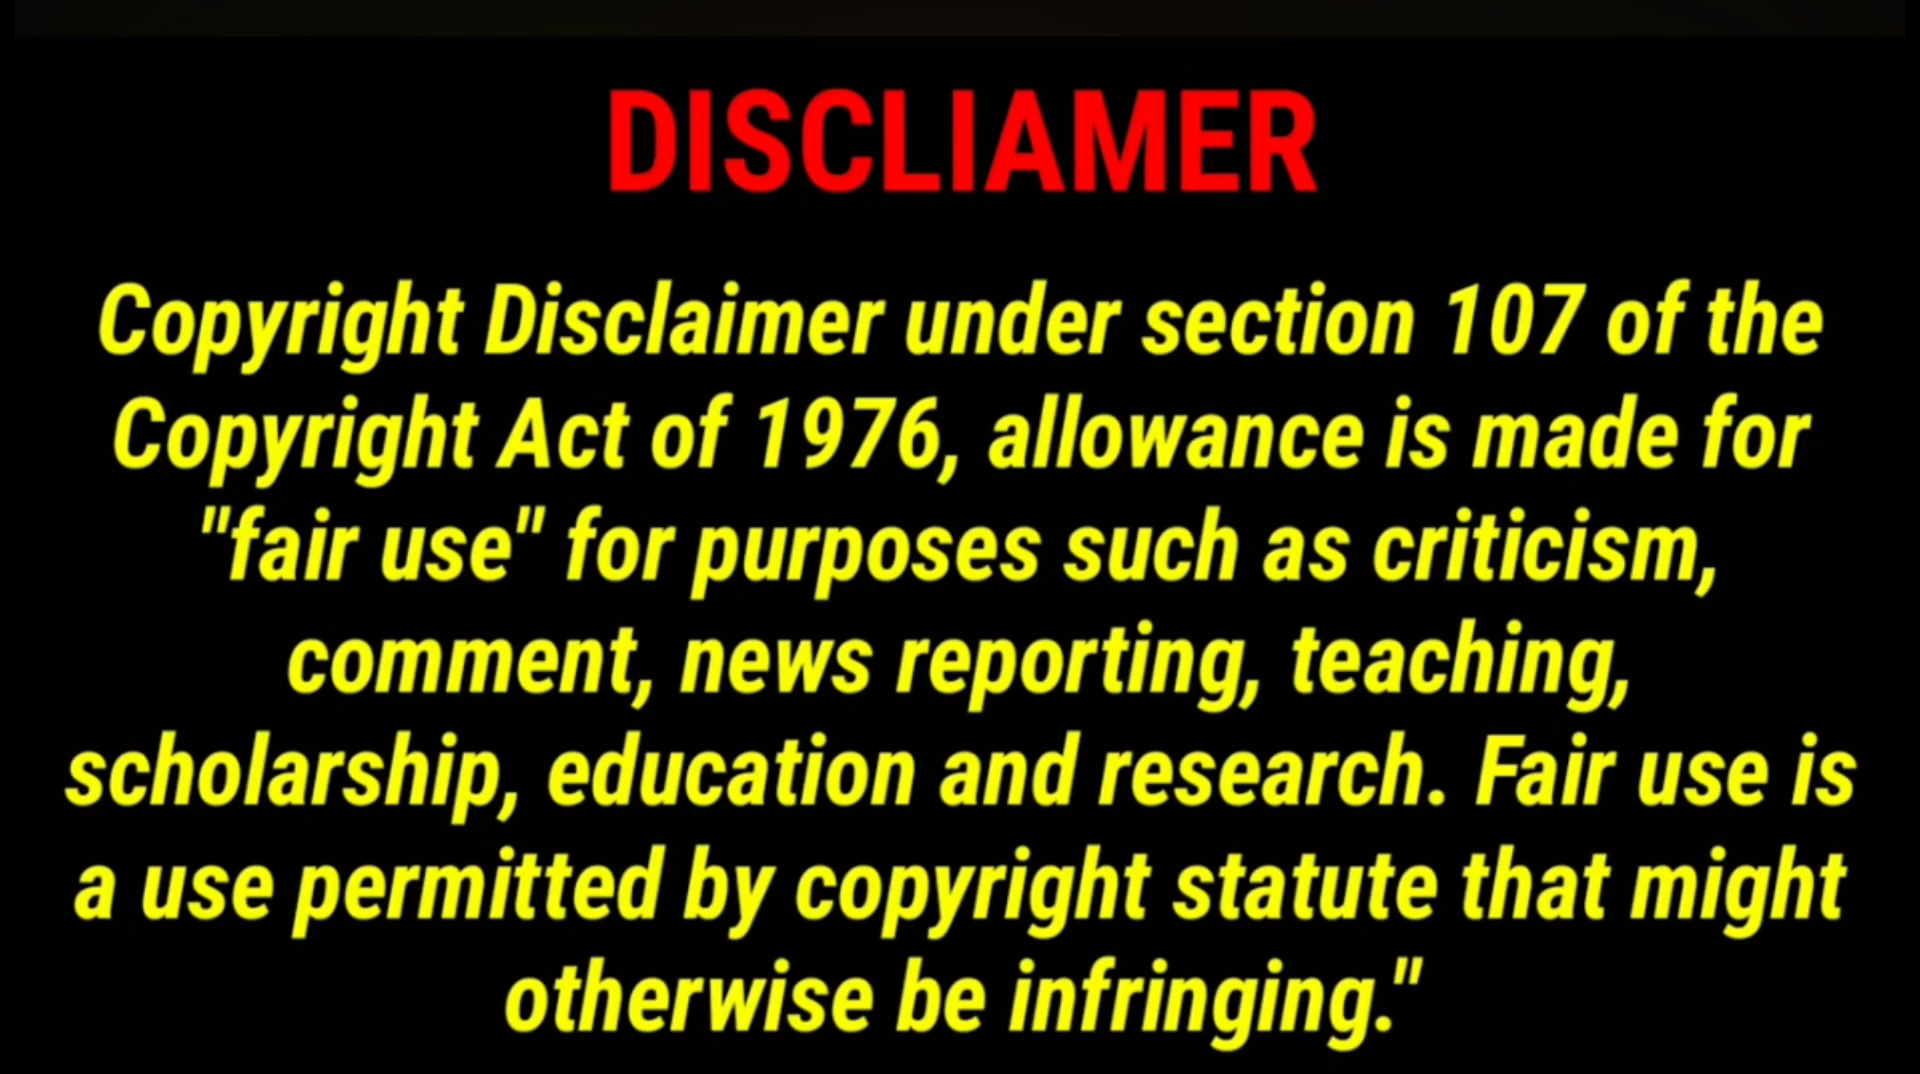 DISCLIAMER
Copyright Disclaimer under section 107 of the
Copyright Act of 1976, allowance is made for
"fair use" for purposes such as criticism,
comment, news reporting, teaching,
scholarship, education and research. Fair use is
a use permitted by copyright statute that might
otherwise be infringing."